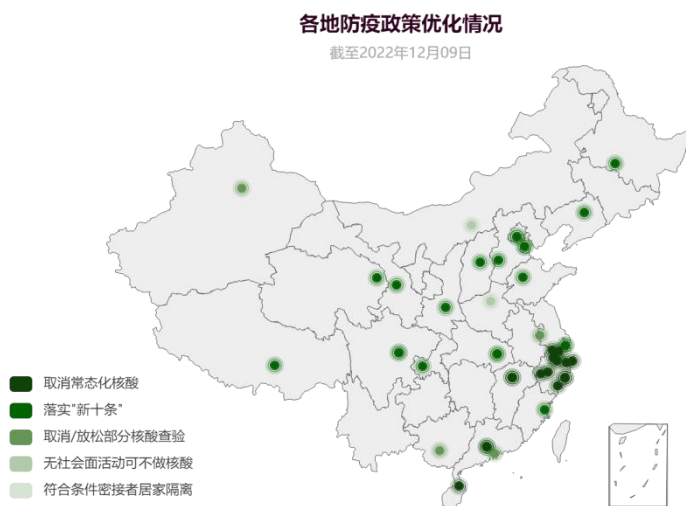 各地防疫政策优化情况
截至2022年12月09日
取消常态化核酸
落实"新十条"
取消/放松部分核酸查验
无社会面活动可不做核酸
符合条件密接者居家隔离